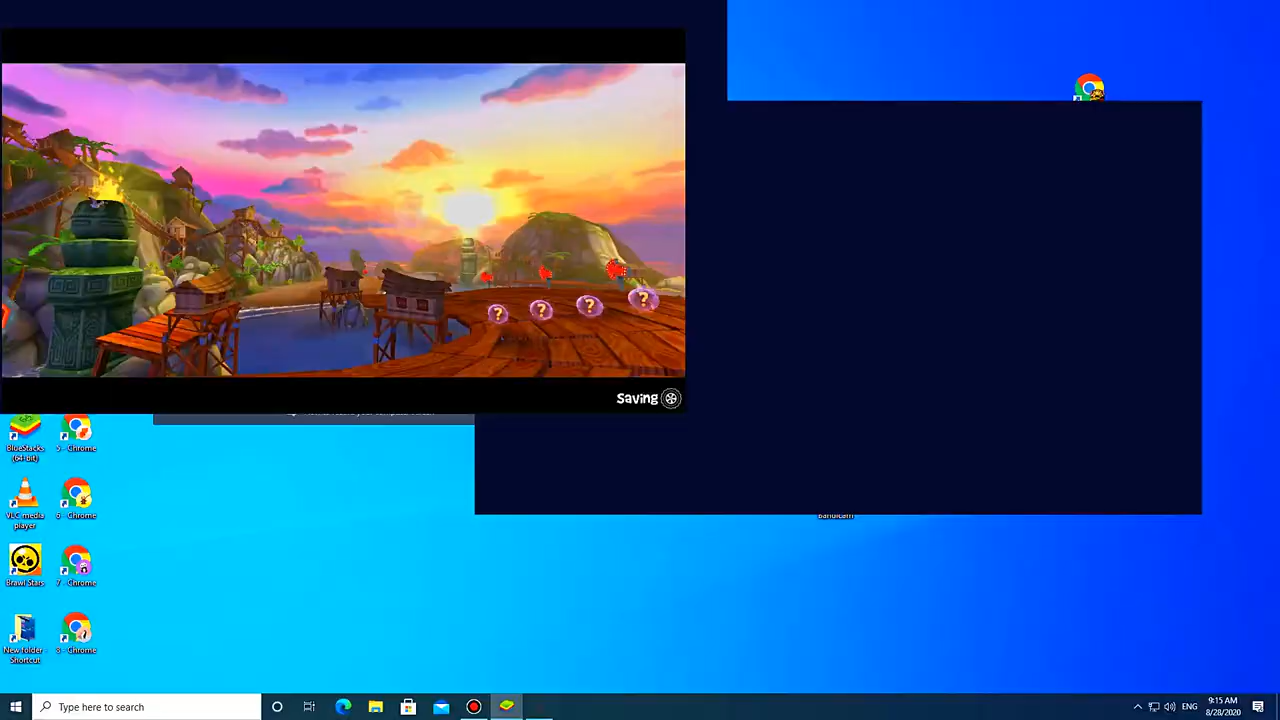 ? ? ? ?
Saving
BlueStacks
(64-bit)
5 - Chrome
VLC media
player
6 - Chrome
Bandicam
Brawl Stars
7 - Chrome
New folder -
Shortcut
8 - Chrome
Type here to search
ENG
9:15 AM
8/28/2020